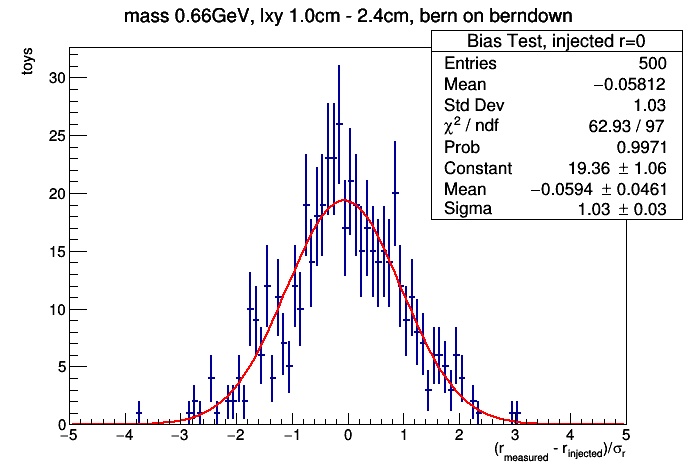 mass 0.66GeV, lxy 1.0cm - 2.4cm, bern on berndown
Bias Test, injected r=0
Entries 500
Mean −0.05812
Std Dev 1.03
χ² / ndf 62.93 / 97
Prob 0.9971
Constant 19.36 ± 1.06
Mean −0.0594 ± 0.0461
Sigma 1.03 ± 0.03
toys
30
25
20
15
10
5
0
−5 −4 −3 −2 −1 0 1 2 3 4 5
(r_measured - r_injected)/σ_r